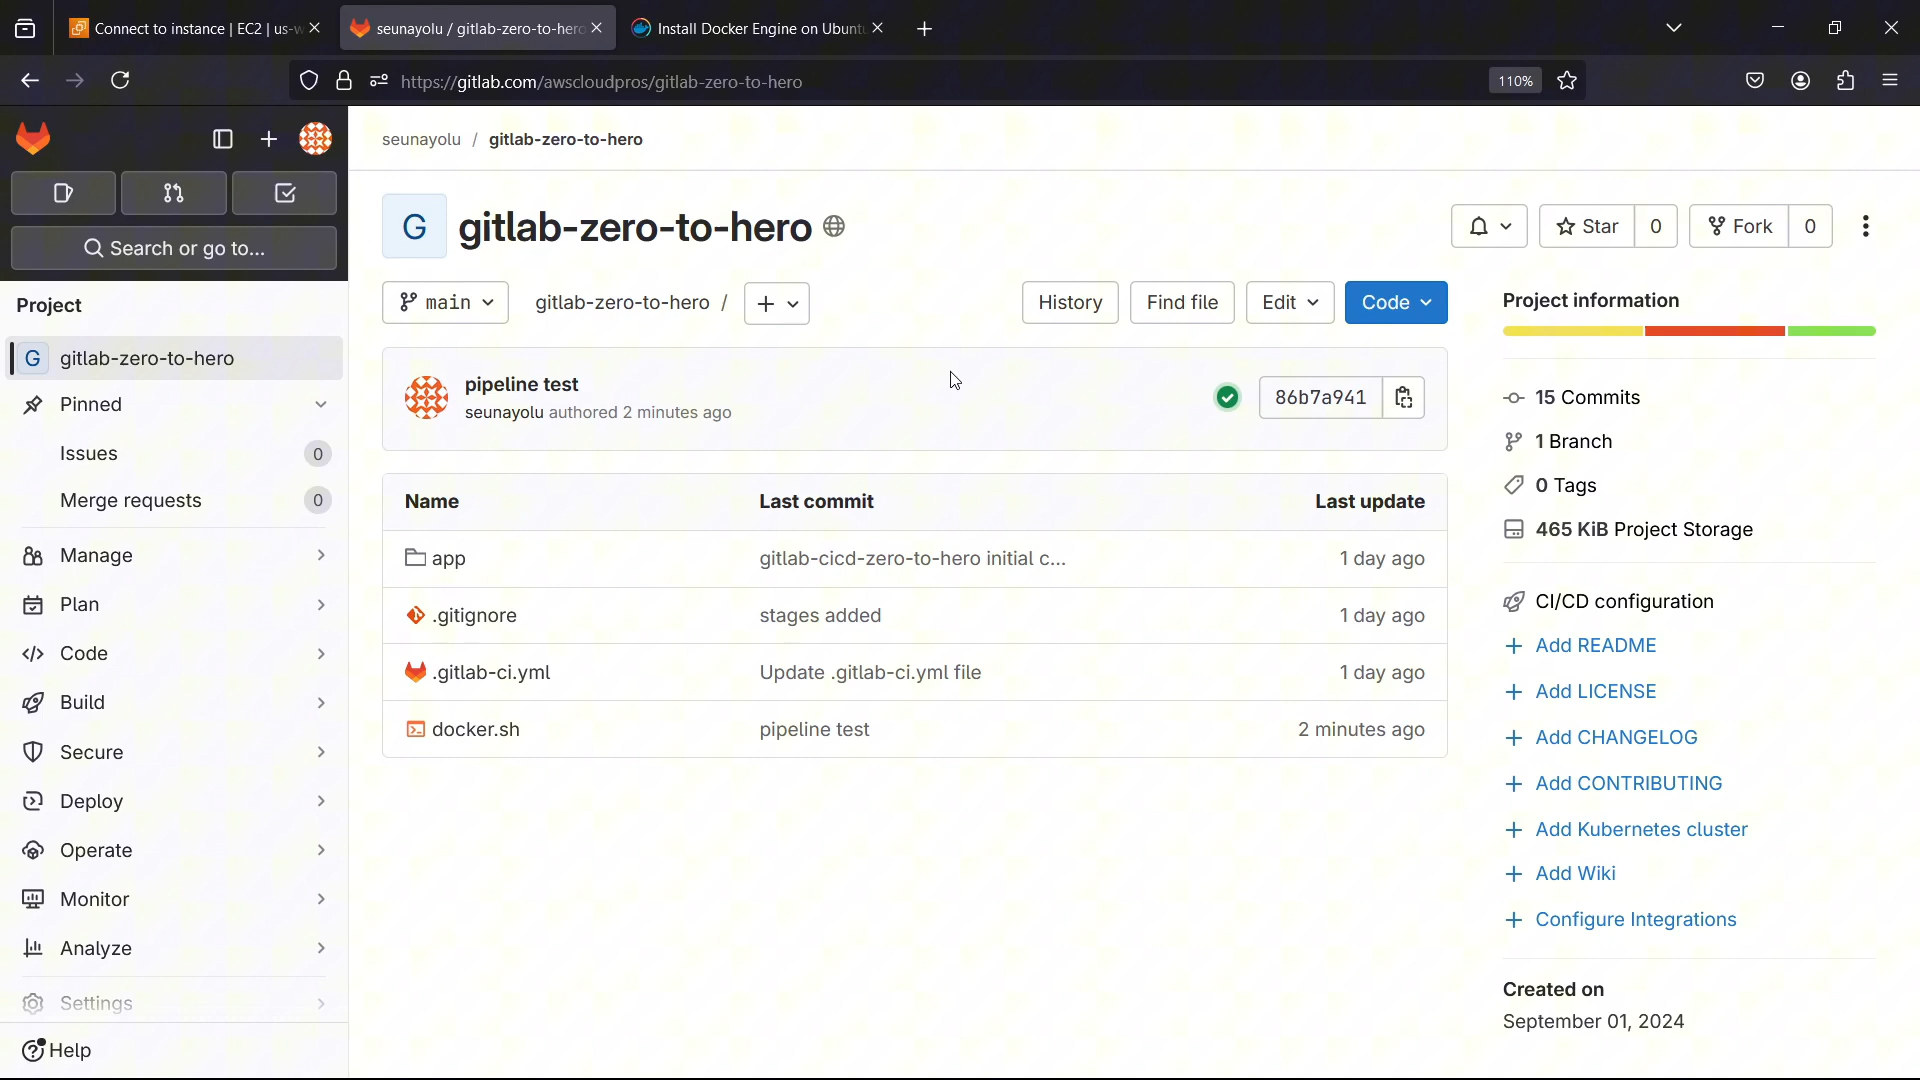 Connect to instance | EC2 | us-w
seunayolu / gitlab-zero-to-hero
Install Docker Engine on Ubuntu
https://gitlab.com/awscloudpros/gitlab-zero-to-hero
110%
Search or go to...
Project
G gitlab-zero-to-hero
Pinned
Issues 0
Merge requests 0
Manage
Plan
Code
Build
Secure
Deploy
Operate
Monitor
Analyze
Settings
Help
seunayolu / gitlab-zero-to-hero
G gitlab-zero-to-hero
Star 0
Fork 0
main
gitlab-zero-to-hero /
History
Find file
Edit
Code
pipeline test
seunayolu authored 2 minutes ago
86b7a941
Name Last commit Last update
app gitlab-cicd-zero-to-hero initial c... 1 day ago
.gitignore stages added 1 day ago
.gitlab-ci.yml Update .gitlab-ci.yml file 1 day ago
docker.sh pipeline test 2 minutes ago
Project information
15 Commits
1 Branch
0 Tags
465 KiB Project Storage
CI/CD configuration
Add README
Add LICENSE
Add CHANGELOG
Add CONTRIBUTING
Add Kubernetes cluster
Add Wiki
Configure Integrations
Created on
September 01, 2024